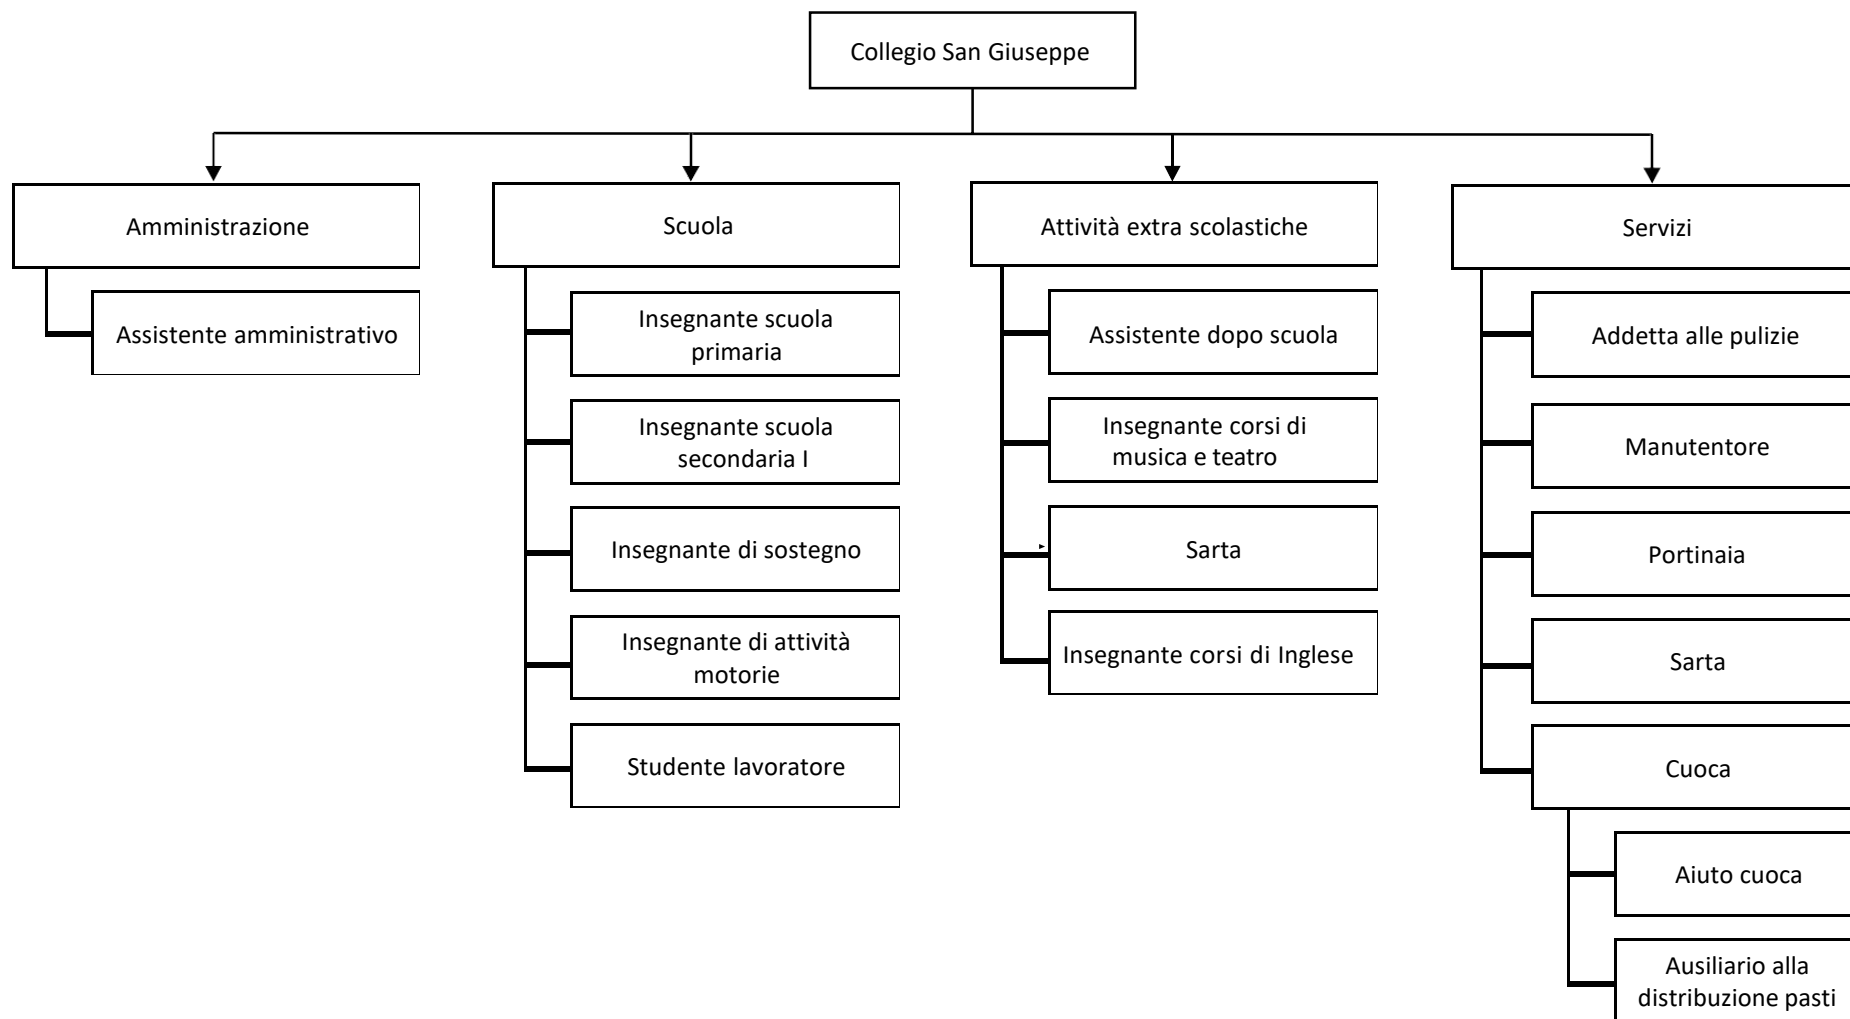 Collegio San Giuseppe
Amministrazione
Assistente amministrativo
Scuola
Insegnante scuola
primaria
Insegnante scuola
secondaria I
Insegnante di sostegno
Insegnante di attività
motorie
Studente lavoratore
Attività extra scolastiche
Assistente dopo scuola
Insegnante corsi di
musica e teatro
Sarta
Insegnante corsi di Inglese
Servizi
Addetta alle pulizie
Manutentore
Portinaia
Sarta
Cuoca
Aiuto cuoca
Ausiliario alla
distribuzione pasti